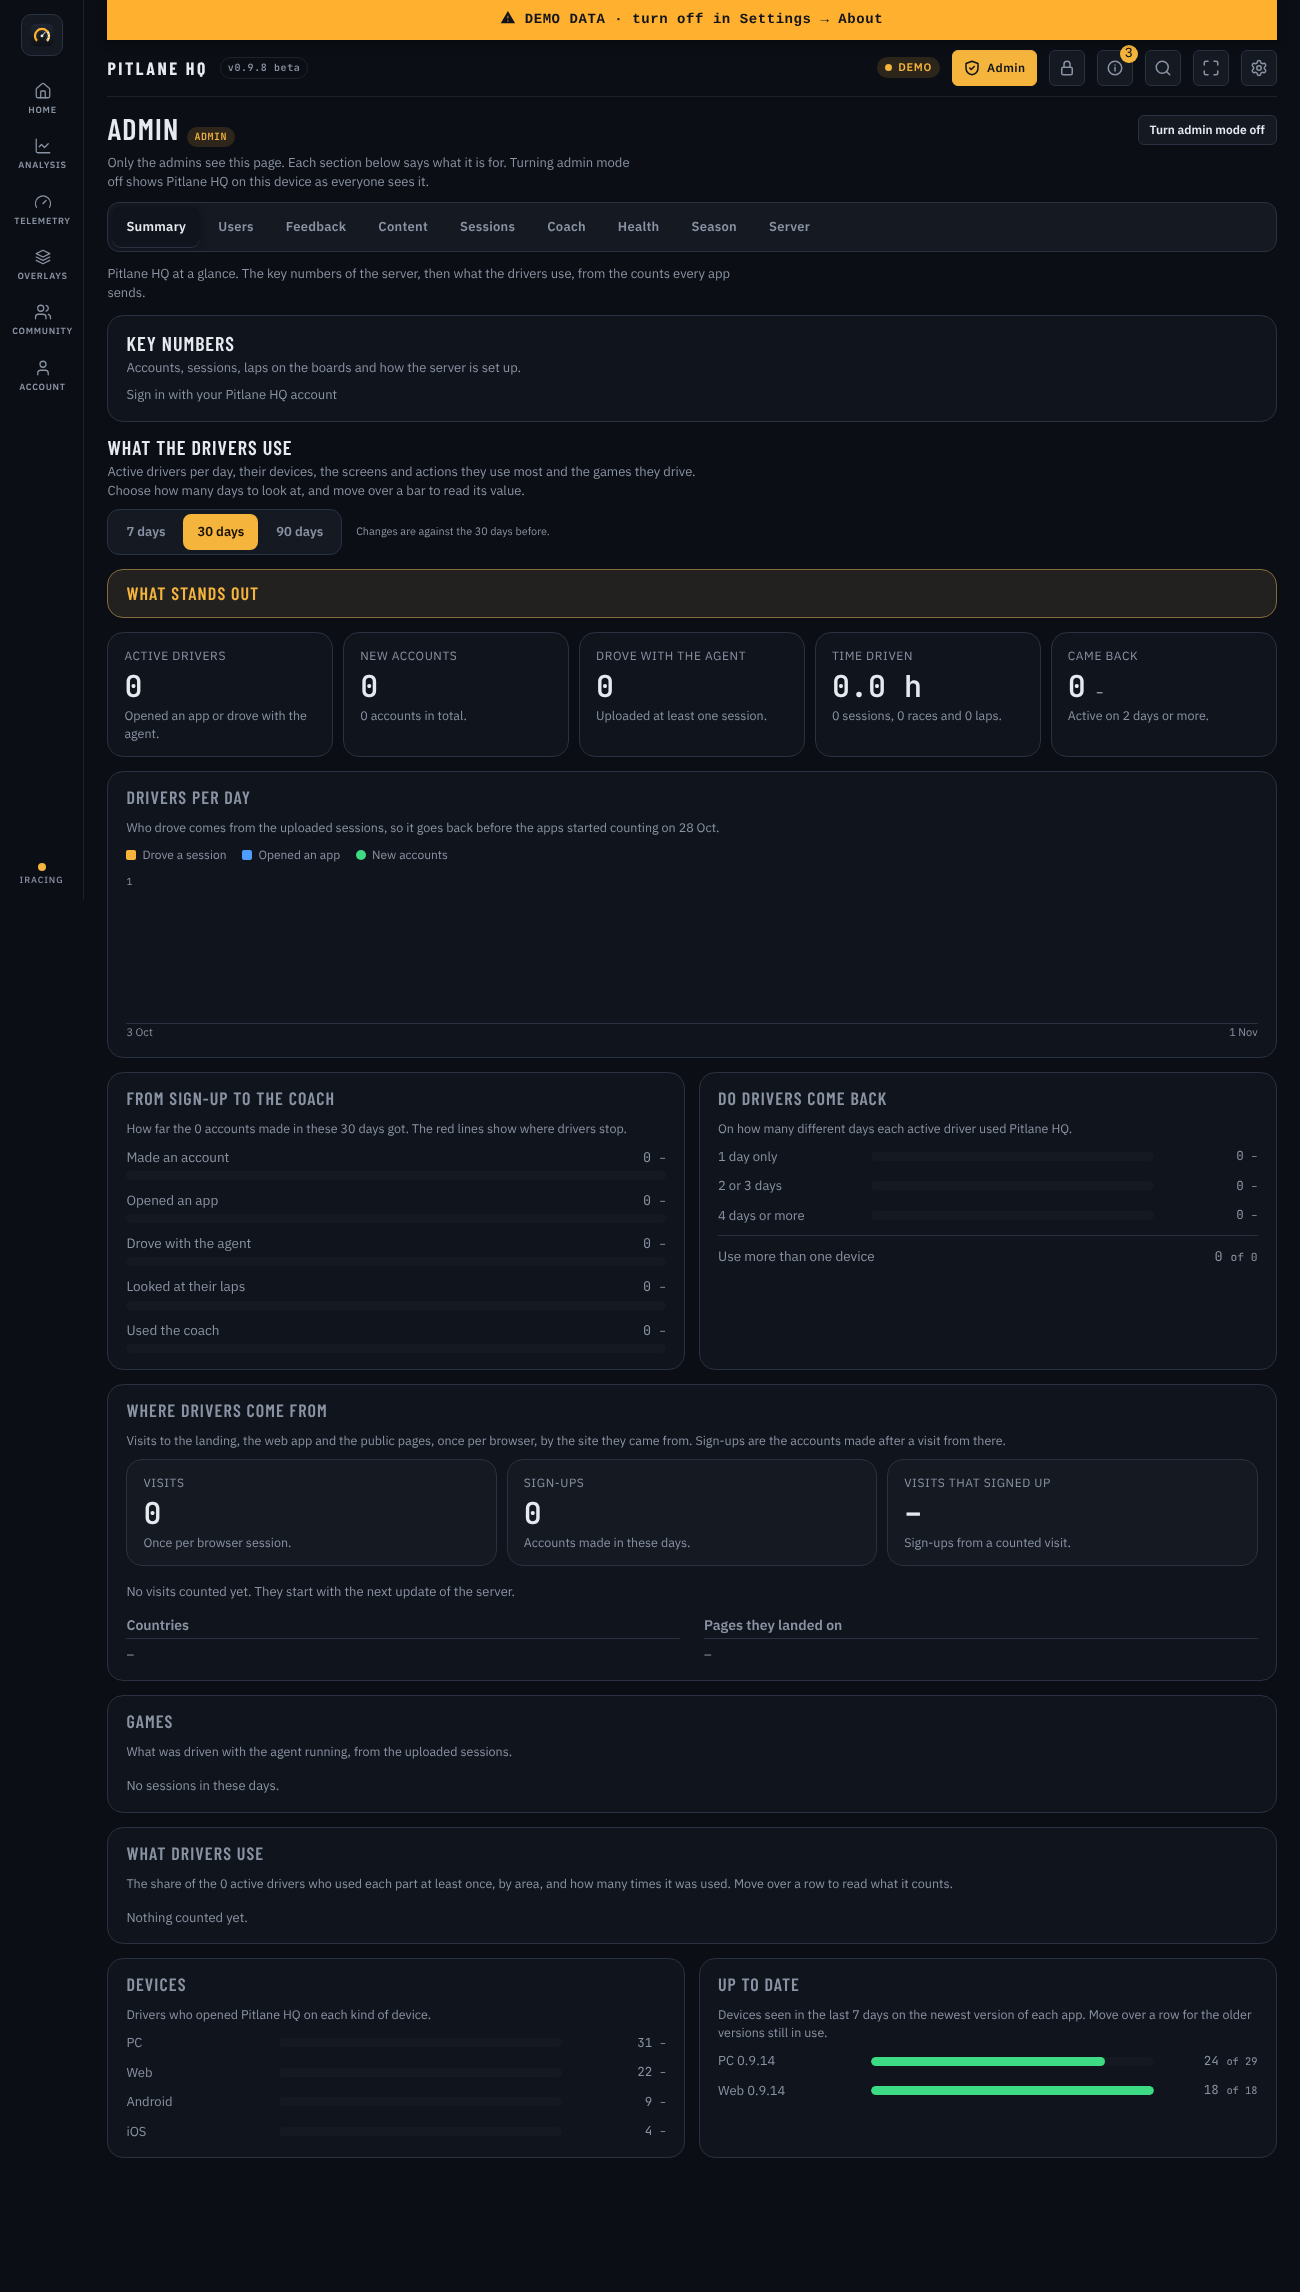 ⚠ DEMO DATA · turn off in Settings → About
PITLANE HQ
v0.9.8 beta
DEMO
Admin
3
HOME
ANALYSIS
TELEMETRY
OVERLAYS
COMMUNITY
ACCOUNT
IRACING
ADMIN
ADMIN
Turn admin mode off
Only the admins see this page. Each section below says what it is for. Turning admin mode
off shows Pitlane HQ on this device as everyone sees it.
Summary
Users
Feedback
Content
Sessions
Coach
Health
Season
Server
Pitlane HQ at a glance. The key numbers of the server, then what the drivers use, from the counts every app
sends.
KEY NUMBERS
Accounts, sessions, laps on the boards and how the server is set up.
Sign in with your Pitlane HQ account
WHAT THE DRIVERS USE
Active drivers per day, their devices, the screens and actions they use most and the games they drive.
Choose how many days to look at, and move over a bar to read its value.
7 days
30 days
90 days
Changes are against the 30 days before.
WHAT STANDS OUT
ACTIVE DRIVERS
0
Opened an app or drove with the
agent.
NEW ACCOUNTS
0
0 accounts in total.
DROVE WITH THE AGENT
0
Uploaded at least one session.
TIME DRIVEN
0.0 h
0 sessions, 0 races and 0 laps.
CAME BACK
0 –
Active on 2 days or more.
DRIVERS PER DAY
Who drove comes from the uploaded sessions, so it goes back before the apps started counting on 28 Oct.
Drove a session
Opened an app
New accounts
1
3 Oct
1 Nov
FROM SIGN-UP TO THE COACH
How far the 0 accounts made in these 30 days got. The red lines show where drivers stop.
Made an account 0 –
Opened an app 0 –
Drove with the agent 0 –
Looked at their laps 0 –
Used the coach 0 –
DO DRIVERS COME BACK
On how many different days each active driver used Pitlane HQ.
1 day only 0 –
2 or 3 days 0 –
4 days or more 0 –
Use more than one device 0 of 0
WHERE DRIVERS COME FROM
Visits to the landing, the web app and the public pages, once per browser, by the site they came from. Sign-ups are the accounts made after a visit from there.
VISITS
0
Once per browser session.
SIGN-UPS
0
Accounts made in these days.
VISITS THAT SIGNED UP
–
Sign-ups from a counted visit.
No visits counted yet. They start with the next update of the server.
Countries
–
Pages they landed on
–
GAMES
What was driven with the agent running, from the uploaded sessions.
No sessions in these days.
WHAT DRIVERS USE
The share of the 0 active drivers who used each part at least once, by area, and how many times it was used. Move over a row to read what it counts.
Nothing counted yet.
DEVICES
Drivers who opened Pitlane HQ on each kind of device.
PC 31 –
Web 22 –
Android 9 –
iOS 4 –
UP TO DATE
Devices seen in the last 7 days on the newest version of each app. Move over a row for the older
versions still in use.
PC 0.9.14 24 of 29
Web 0.9.14 18 of 18